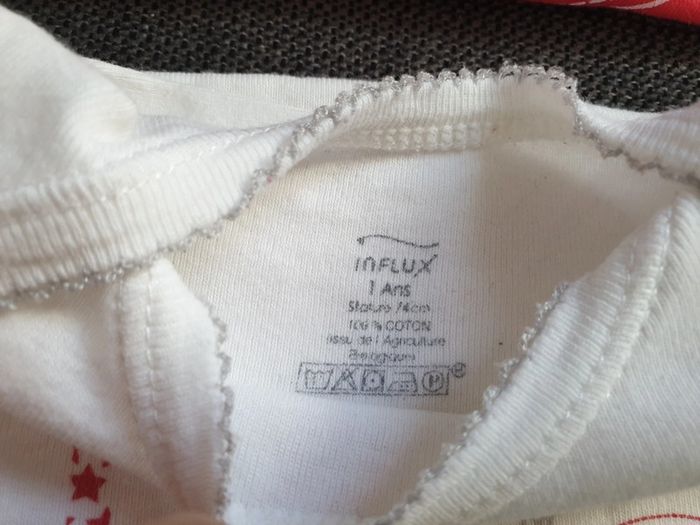 INFLUX
1 Ans
Stature 74cm
100 % COTON
issu de l'Agriculture
Biologique